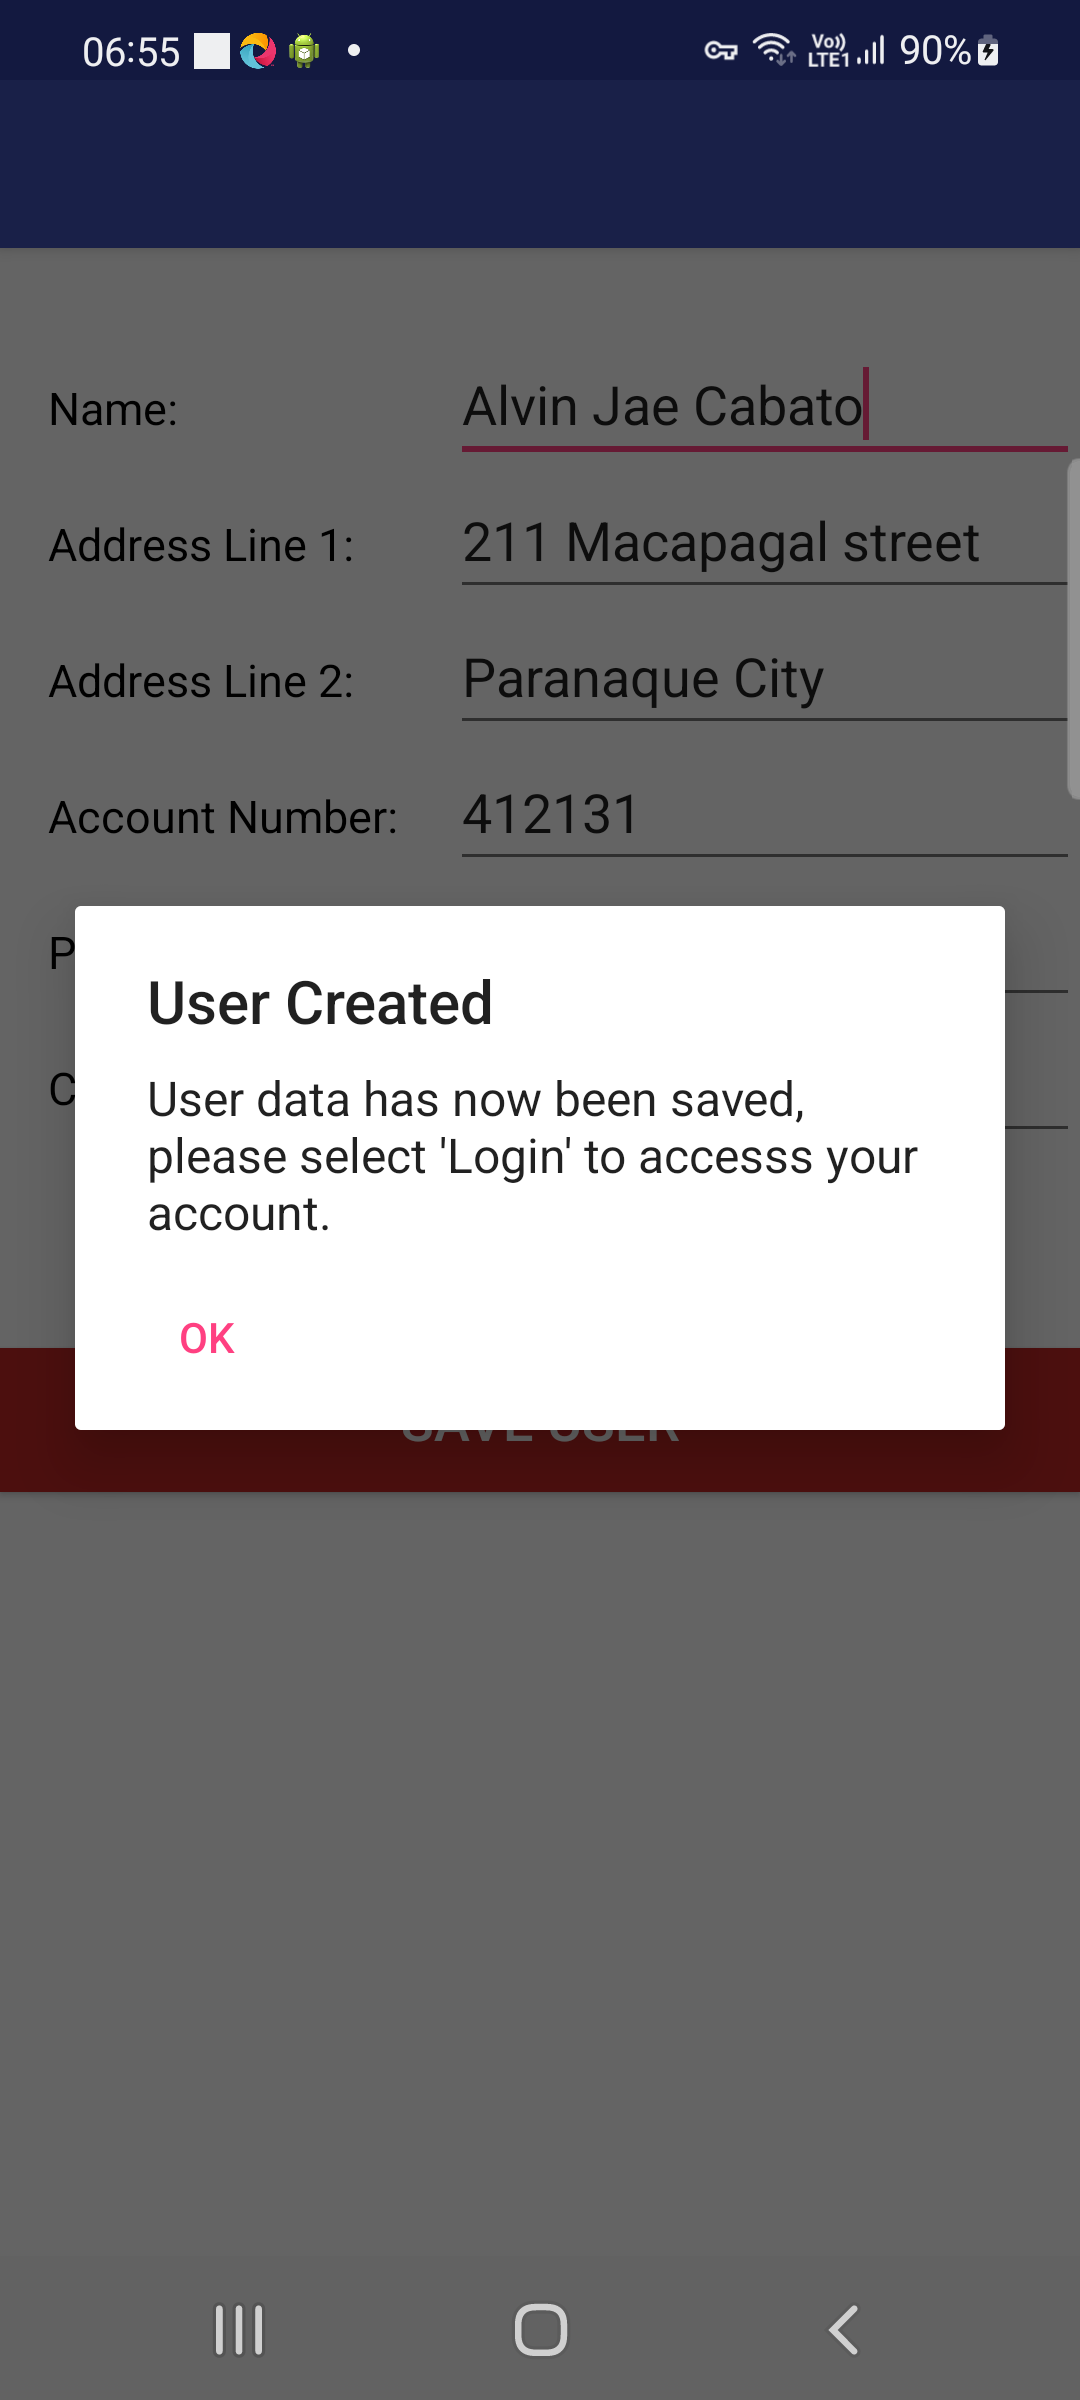 06:55
Vo)) LTE1 90%
Name: Alvin Jae Cabato
Address Line 1: 211 Macapagal street
Address Line 2: Paranaque City
Account Number: 412131
P
C
User Created
User data has now been saved,
please select 'Login' to accesss your
account.
OK
SAVE USER